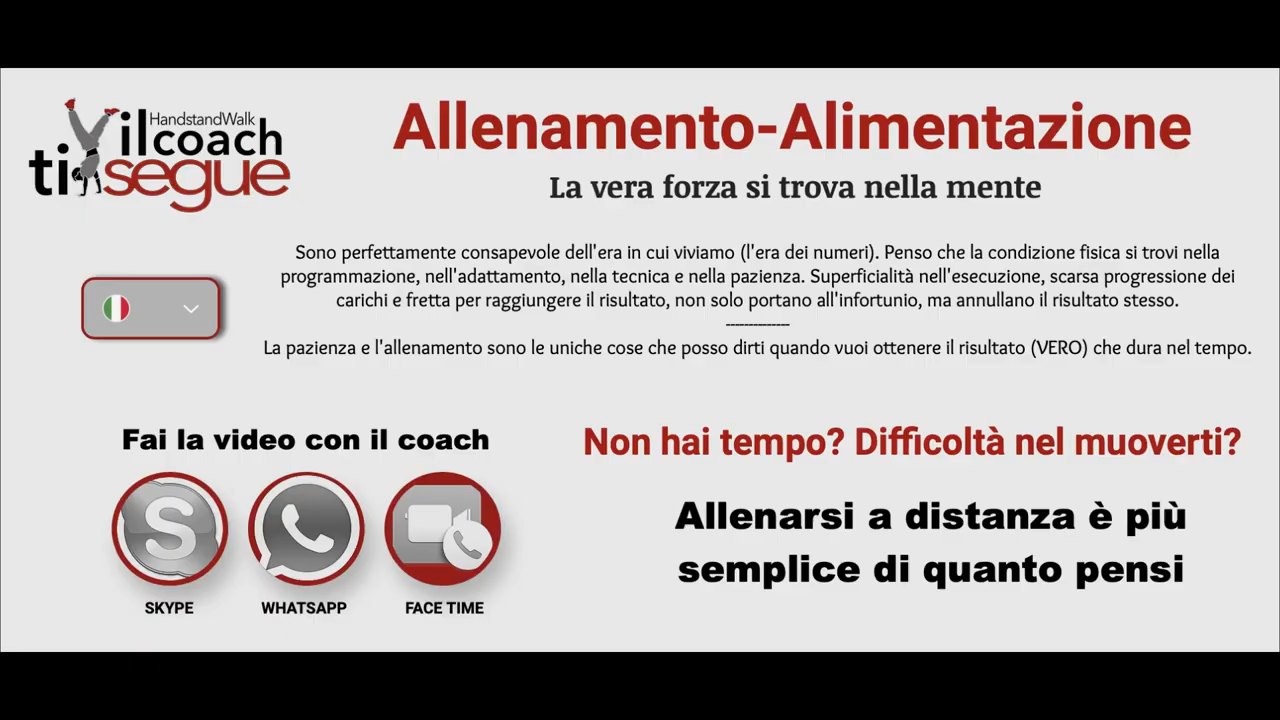 HandstandWalk
il coach
ti segue
Allenamento-Alimentazione
La vera forza si trova nella mente
Sono perfettamente consapevole dell'era in cui viviamo (l'era dei numeri). Penso che la condizione fisica si trovi nella
programmazione, nell'adattamento, nella tecnica e nella pazienza. Superficialità nell'esecuzione, scarsa progressione dei
carichi e fretta per raggiungere il risultato, non solo portano all'infortunio, ma annullano il risultato stesso.
--------------
La pazienza e l'allenamento sono le uniche cose che posso dirti quando vuoi ottenere il risultato (VERO) che dura nel tempo.
Fai la video con il coach
S
SKYPE
WHATSAPP
FACE TIME
Non hai tempo? Difficoltà nel muoverti?
Allenarsi a distanza è più
semplice di quanto pensi